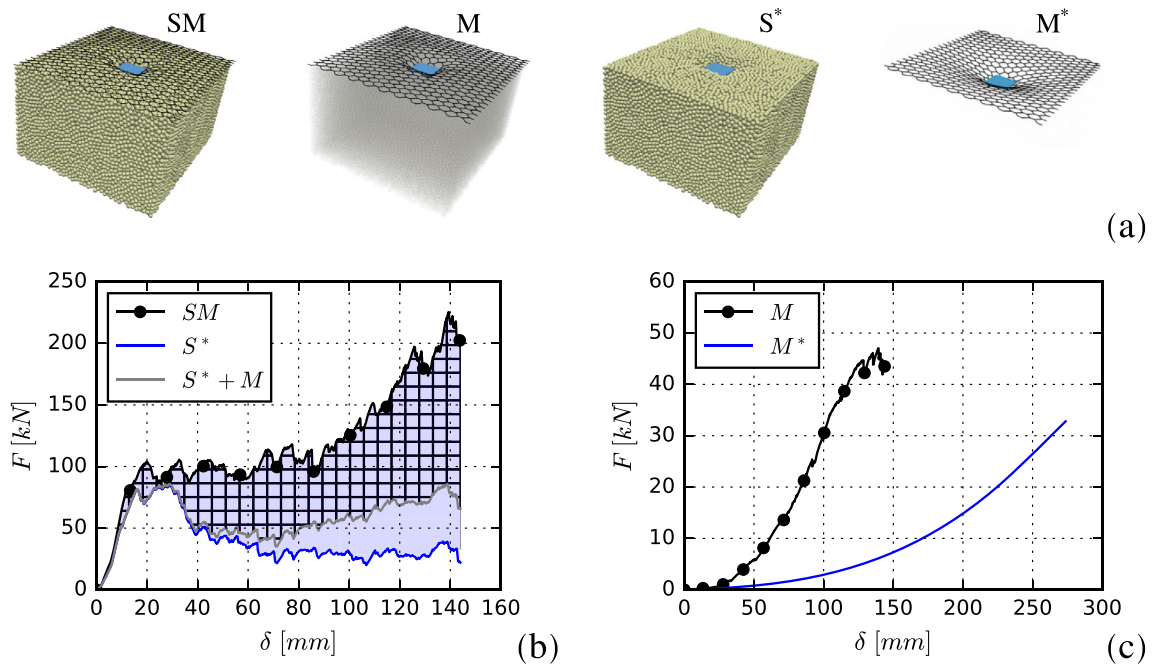 SM M S* M*
(a)
250
200
150
100
50
0
F [kN]
SM
S*
S* + M
0 20 40 60 80 100 120 140 160
δ [mm]
(b)
60
50
40
30
20
10
0
F [kN]
M
M*
0 50 100 150 200 250 300
δ [mm]
(c)